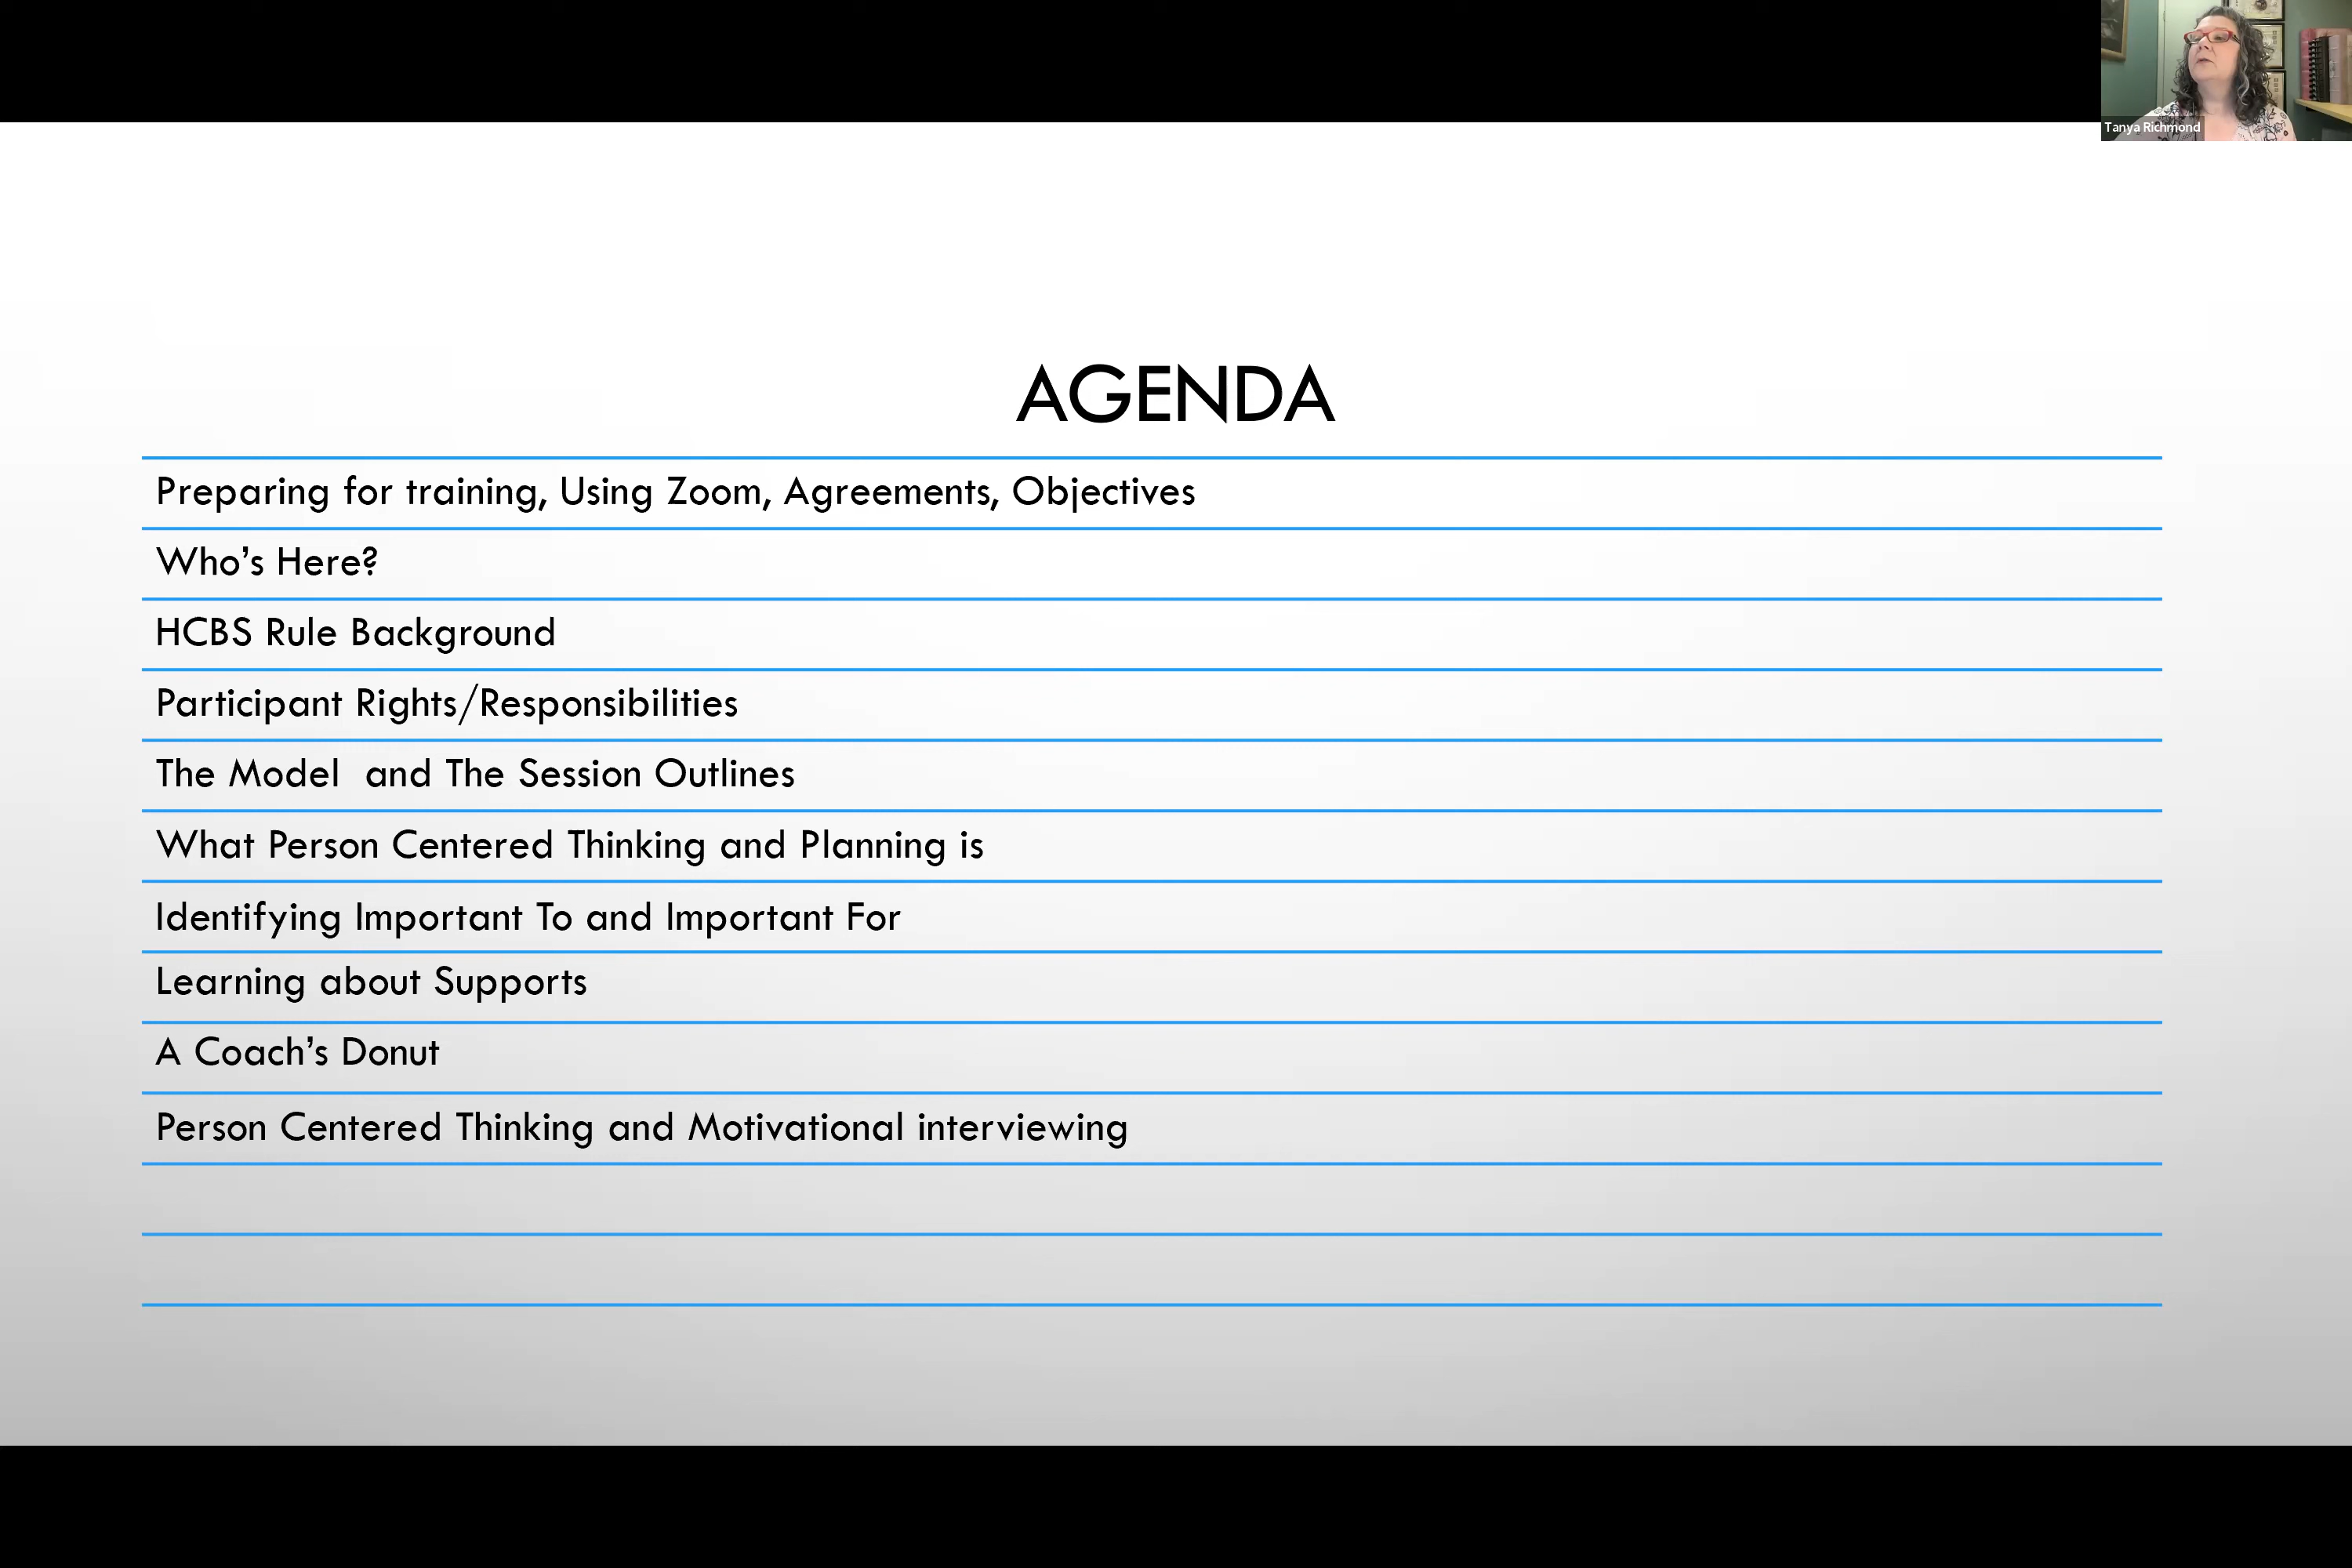 Tanya Richmond
AGENDA
Preparing for training, Using Zoom, Agreements, Objectives
Who’s Here?
HCBS Rule Background
Participant Rights/Responsibilities
The Model  and The Session Outlines
What Person Centered Thinking and Planning is
Identifying Important To and Important For
Learning about Supports
A Coach’s Donut
Person Centered Thinking and Motivational interviewing